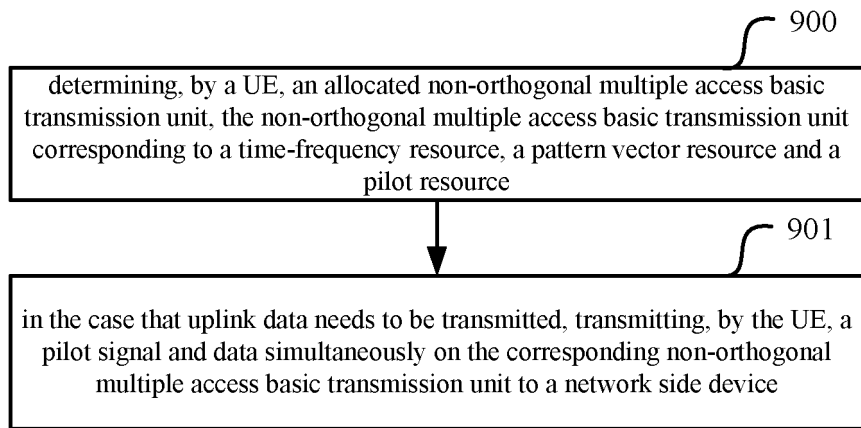 900
determining, by a UE, an allocated non-orthogonal multiple access basic
transmission unit, the non-orthogonal multiple access basic transmission unit
corresponding to a time-frequency resource, a pattern vector resource and a
pilot resource
901
in the case that uplink data needs to be transmitted, transmitting, by the UE, a
pilot signal and data simultaneously on the corresponding non-orthogonal
multiple access basic transmission unit to a network side device